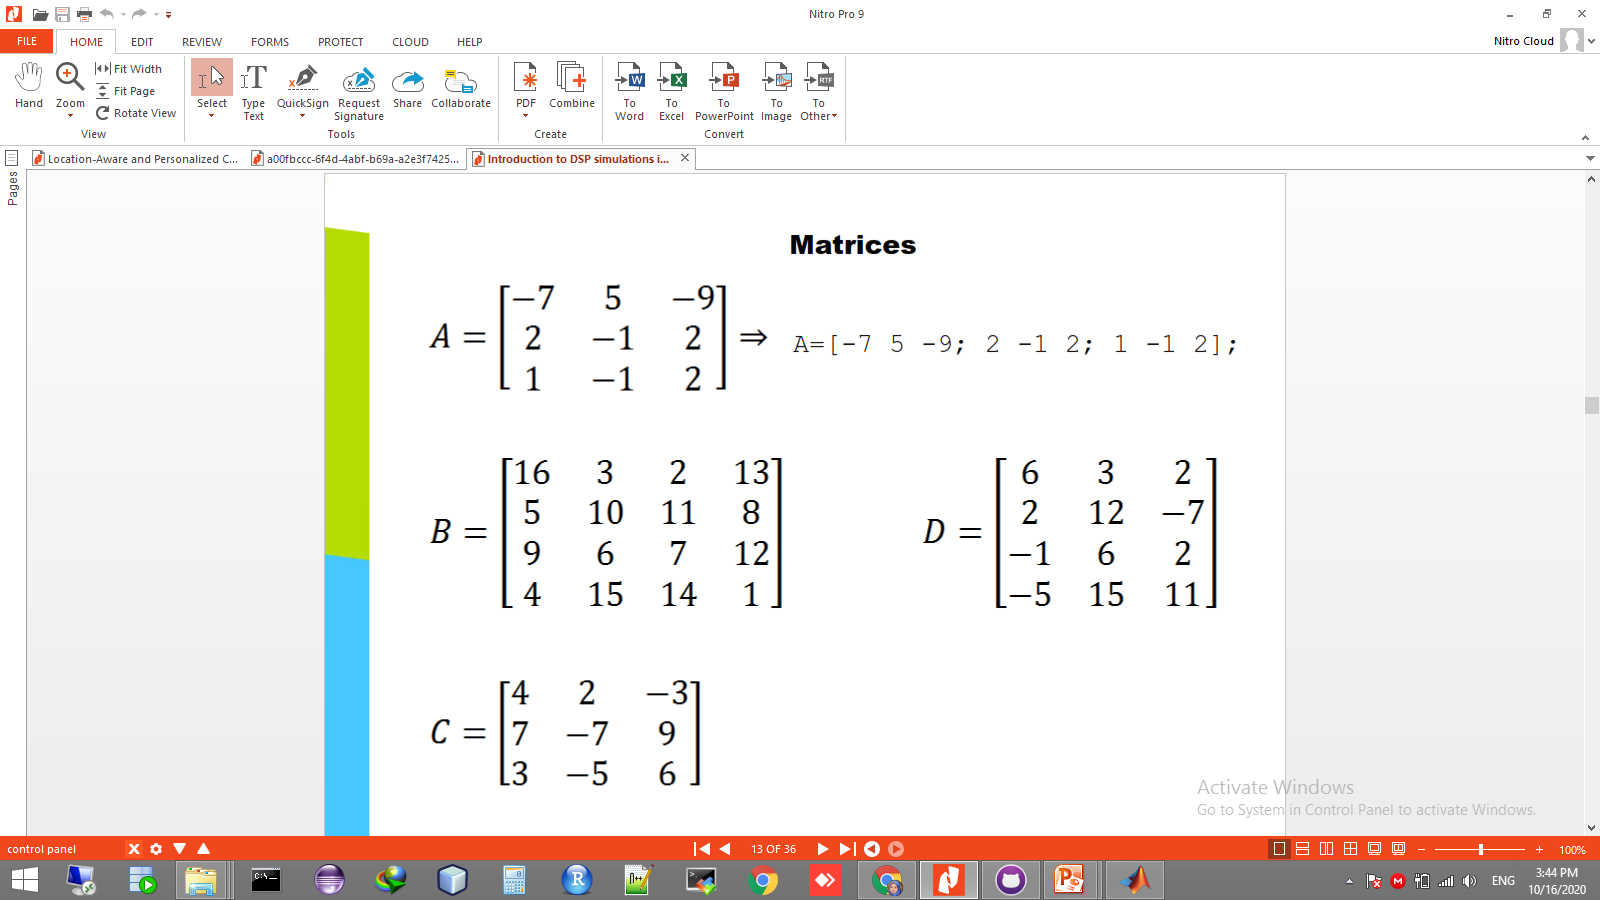 Nitro Pro 9
FILE HOME EDIT REVIEW FORMS PROTECT CLOUD HELP
Nitro Cloud
Hand
Zoom
Fit Width
Fit Page
Rotate View
View
Select
Type Text
QuickSign
Request Signature
Share
Collaborate
Tools
PDF
Combine
Create
To Word
To Excel
To PowerPoint
To Image
To Other
Convert
Location-Aware and Personalized C...
a00fbccc-6f4d-4abf-b69a-a2e3f7425...
Introduction to DSP simulations i...
Pages
Matrices
A = [−7 5 −9
2 −1 2
1 −1 2] ⇒ A=[-7 5 -9; 2 -1 2; 1 -1 2];
B = [16 3 2 13
5 10 11 8
9 6 7 12
4 15 14 1]
D = [6 3 2
2 12 −7
−1 6 2
−5 15 11]
C = [4 2 −3
7 −7 9
3 −5 6]
Activate Windows
Go to System in Control Panel to activate Windows.
control panel
13 OF 36
100%
ENG
3:44 PM
10/16/2020